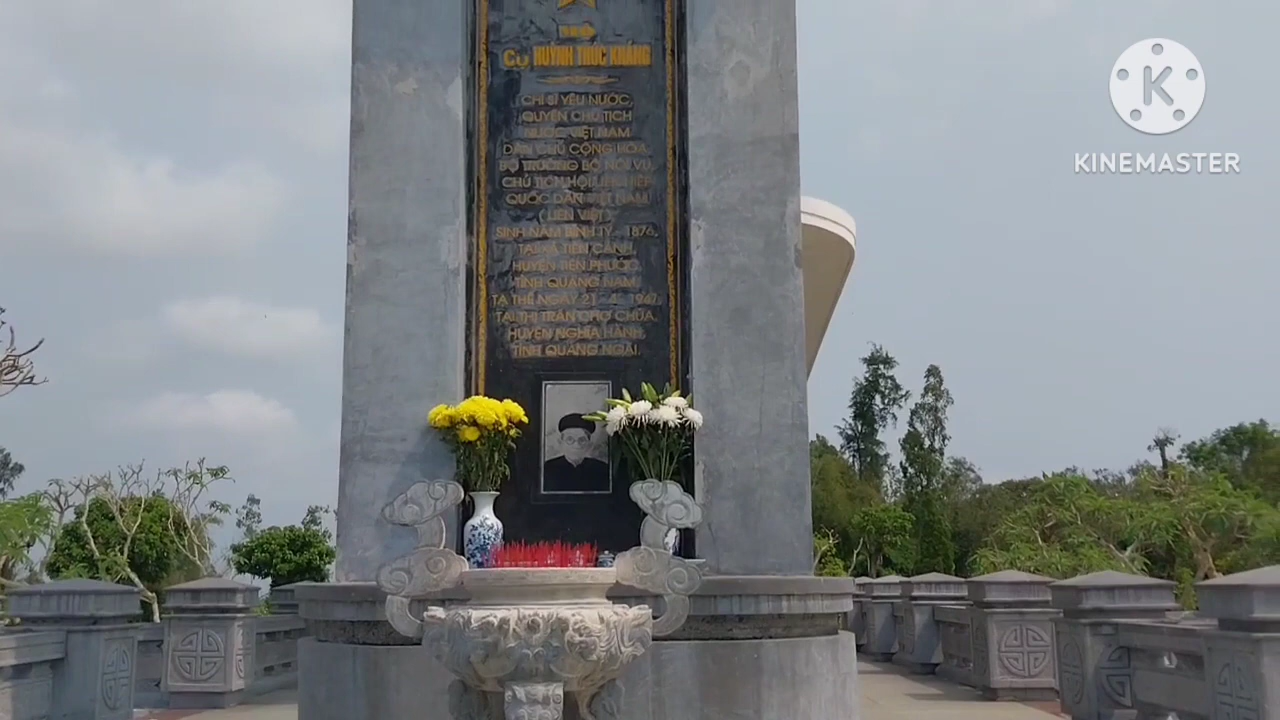 MỘ
CỤ HUỲNH THÚC KHÁNG
CHÍ SĨ YÊU NƯỚC,
QUYỀN CHỦ TỊCH
NƯỚC VIỆT NAM
DÂN CHỦ CỘNG HÒA,
BỘ TRƯỞNG BỘ NỘI VỤ,
CHỦ TỊCH HỘI LIÊN HIỆP
QUỐC DÂN VIỆT NAM
( LIÊN VIỆT )
SINH NĂM BÍNH TÝ - 1876,
TẠI XÃ TIÊN CẢNH,
HUYỆN TIÊN PHƯỚC,
TỈNH QUẢNG NAM.
TẠ THẾ NGÀY 21 - 4 - 1947,
TẠI THỊ TRẤN CHỢ CHÙA,
HUYỆN NGHĨA HÀNH,
TỈNH QUẢNG NGÃI.
K
KINEMASTER